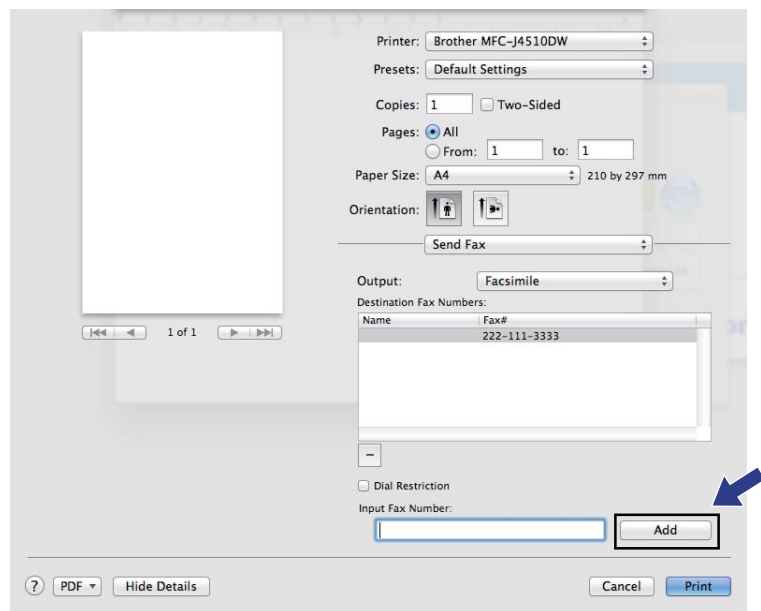 Printer: Brother MFC-J4510DW
Presets: Default Settings
Copies: 1 Two-Sided
Pages: All
From: 1 to: 1
Paper Size: A4 210 by 297 mm
Orientation:
Send Fax
Output: Facsimile
Destination Fax Numbers:
Name Fax#
222-111-3333
1 of 1
–
Dial Restriction
Input Fax Number:
Add
? PDF Hide Details Cancel Print